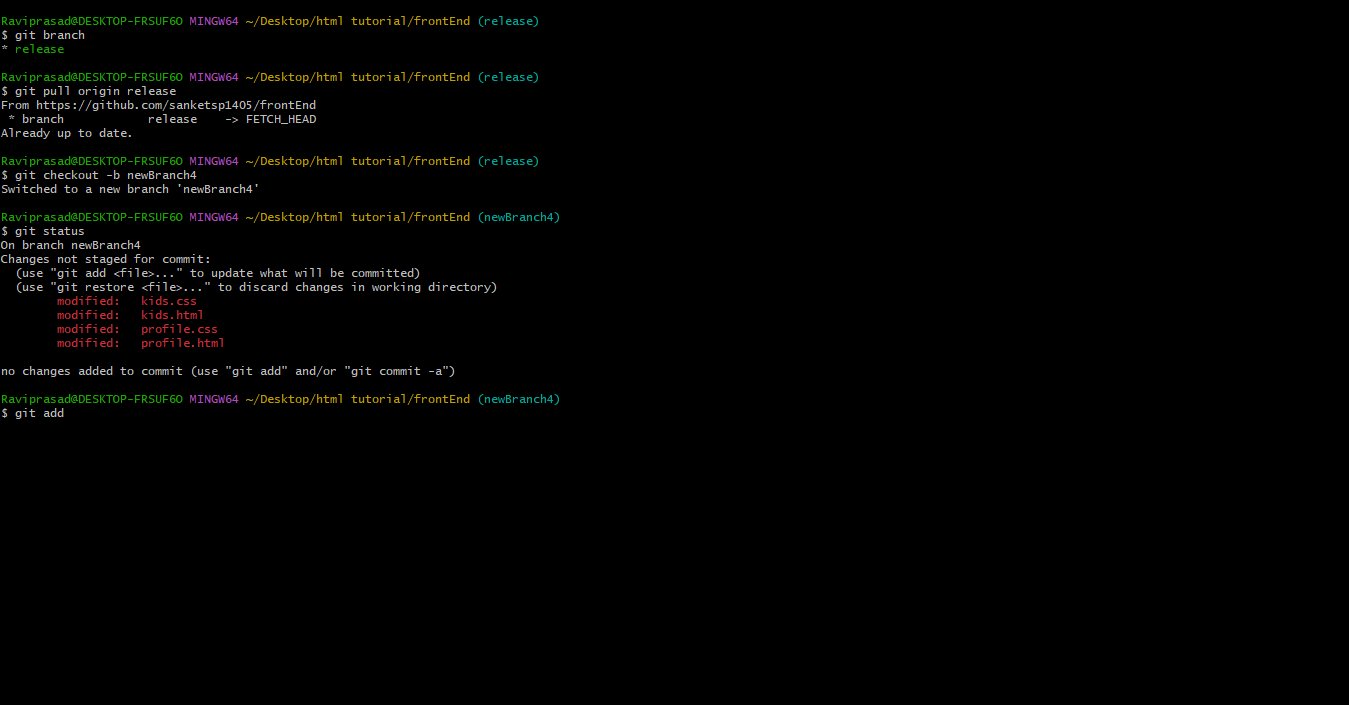 Raviprasad@DESKTOP-FRSUF6O MINGW64 ~/Desktop/html tutorial/frontEnd (release)
$ git branch
* release
Raviprasad@DESKTOP-FRSUF6O MINGW64 ~/Desktop/html tutorial/frontEnd (release)
$ git pull origin release
From https://github.com/sanketsp1405/frontEnd
 * branch            release    -> FETCH_HEAD
Already up to date.
Raviprasad@DESKTOP-FRSUF6O MINGW64 ~/Desktop/html tutorial/frontEnd (release)
$ git checkout -b newBranch4
Switched to a new branch 'newBranch4'
Raviprasad@DESKTOP-FRSUF6O MINGW64 ~/Desktop/html tutorial/frontEnd (newBranch4)
$ git status
On branch newBranch4
Changes not staged for commit:
  (use "git add <file>..." to update what will be committed)
  (use "git restore <file>..." to discard changes in working directory)
        modified:   kids.css
        modified:   kids.html
        modified:   profile.css
        modified:   profile.html
no changes added to commit (use "git add" and/or "git commit -a")
Raviprasad@DESKTOP-FRSUF6O MINGW64 ~/Desktop/html tutorial/frontEnd (newBranch4)
$ git add